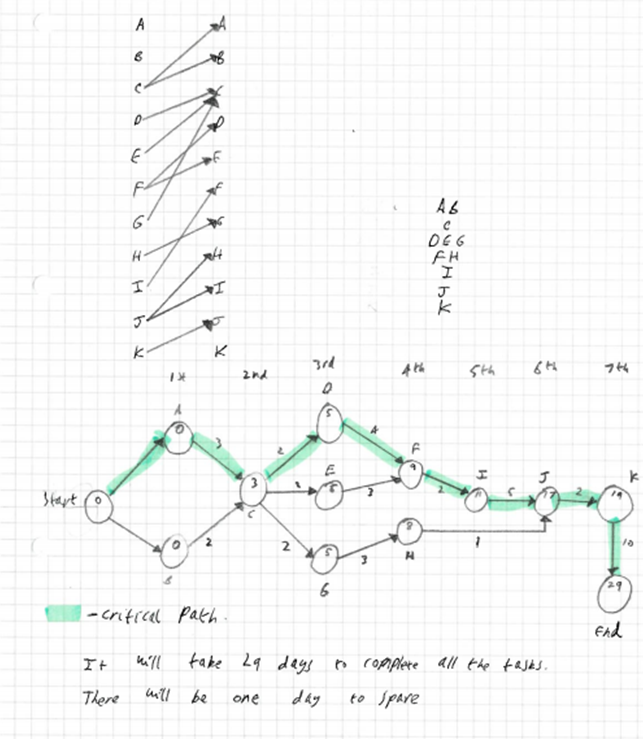 A A
B B
C C
D D
E E
F F
G G
H H
I I
J J
K K
AB
C
DEG
FH
I
J
K
1st 2nd 3rd 4th 5th 6th 7th
A 0 3
D 5 4
2
F 9 2
I 11 5
J 17 2
K 19
Start 0
3 C
E 5 3
B 0 2
2
G 5 3
H 8 1
10
29
End
- critical path.
It will take 29 days to complete all the tasks.
There will be one day to spare